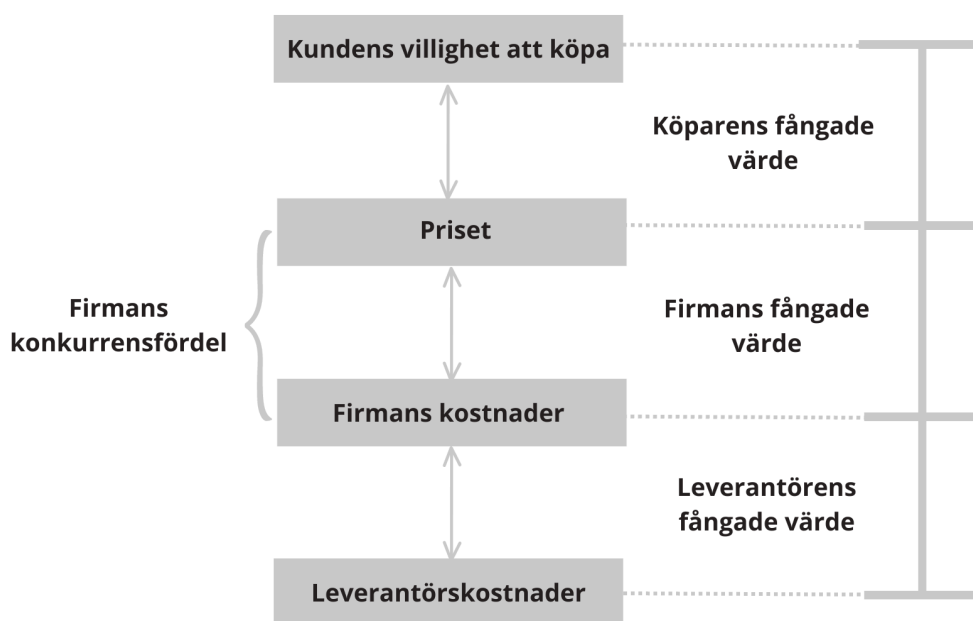 Kundens villighet att köpa
Köparens fångade
värde
Priset
Firmans
konkurrensfördel
Firmans fångade
värde
Firmans kostnader
Leverantörens
fångade värde
Leverantörskostnader